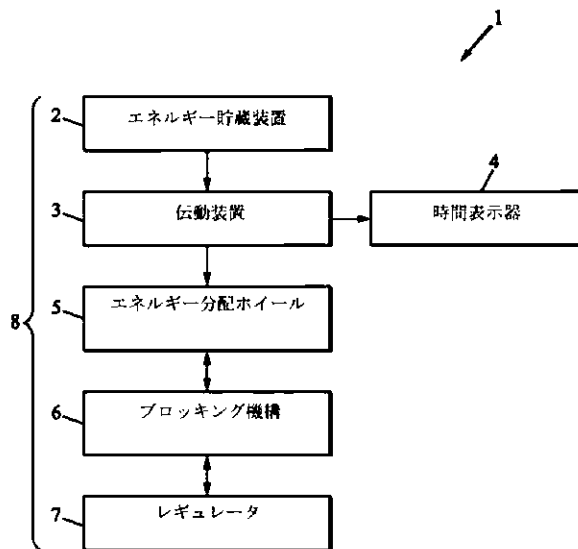 1
2
エネルギー貯蔵装置
3
伝動装置
4
時間表示器
5
エネルギー分配ホイール
8
6
ブロッキング機構
7
レギュレータ